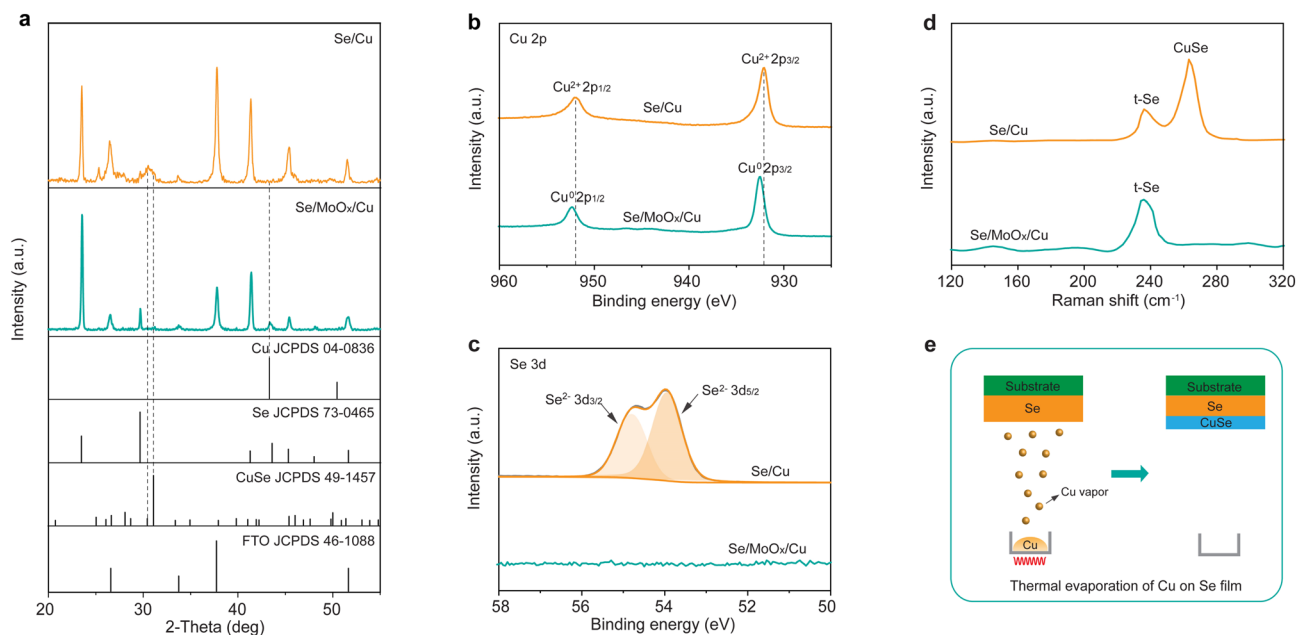 a
Se/Cu
Se/MoOₓ/Cu
Cu JCPDS 04-0836
Se JCPDS 73-0465
CuSe JCPDS 49-1457
FTO JCPDS 46-1088
Intensity (a.u.)
20 30 40 50
2-Theta (deg)
b
Cu 2p
Cu²⁺ 2p₁/₂
Cu²⁺ 2p₃/₂
Se/Cu
Cu⁰ 2p₁/₂
Cu⁰ 2p₃/₂
Se/MoOₓ/Cu
Intensity (a.u.)
960 950 940 930
Binding energy (eV)
c
Se 3d
Se²⁻ 3d₃/₂
Se²⁻ 3d₅/₂
Se/Cu
Se/MoOₓ/Cu
Intensity (a.u.)
58 56 54 52 50
Binding energy (eV)
d
CuSe
t-Se
Se/Cu
t-Se
Se/MoOₓ/Cu
Intensity (a.u.)
120 160 200 240 280 320
Raman shift (cm⁻¹)
e
Substrate
Se
Cu vapor
Cu
Substrate
Se
CuSe
Thermal evaporation of Cu on Se film